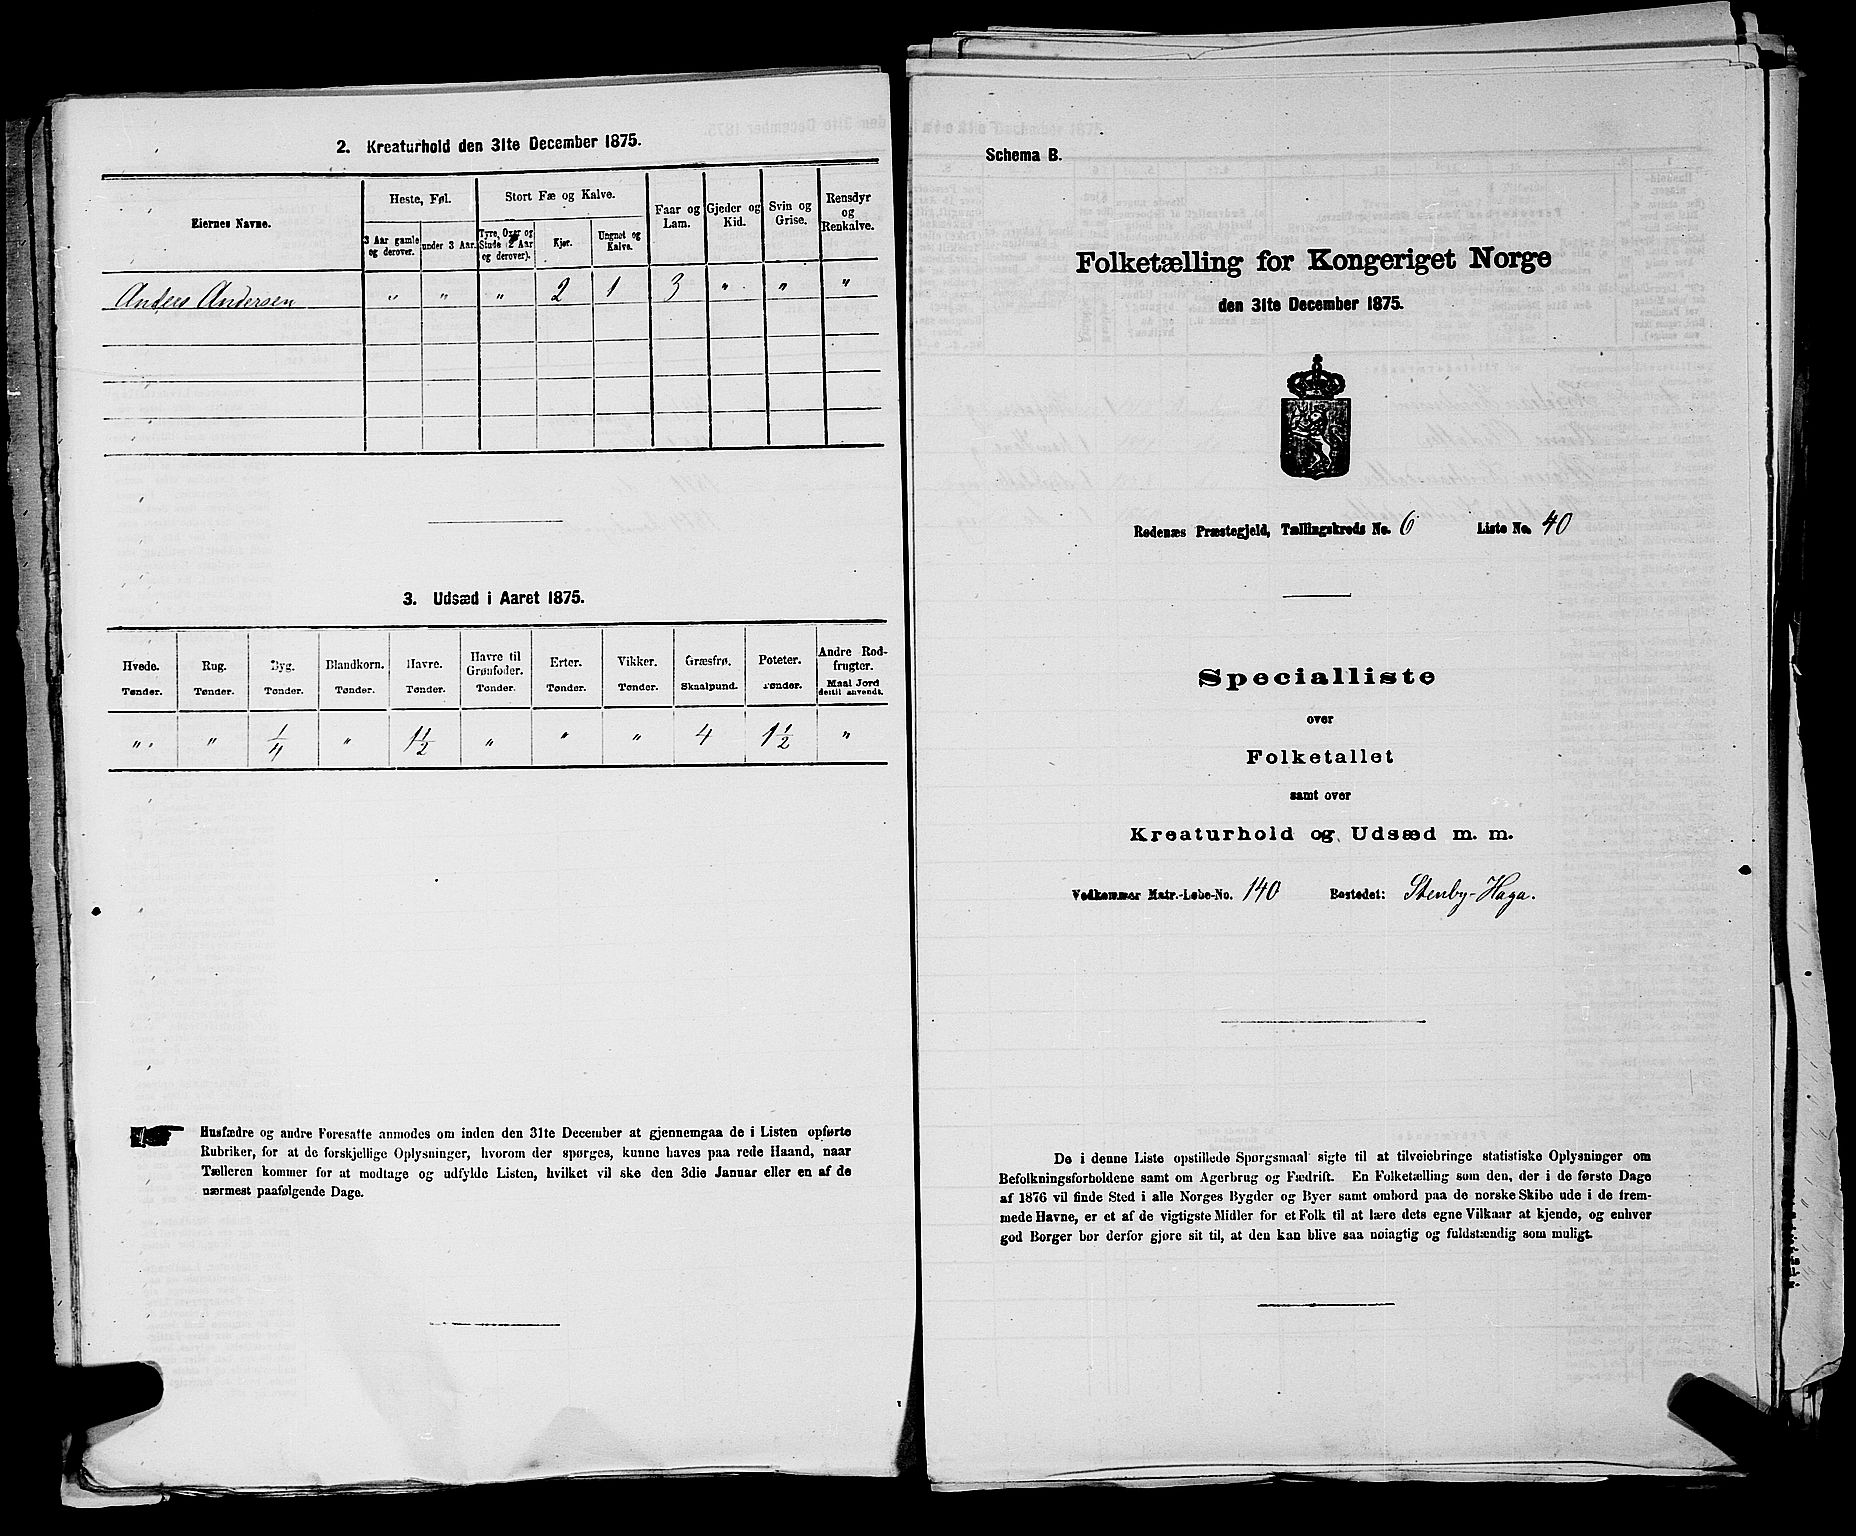 2. Kreaturhold den 31te December 1875.
Eiernes Navne.
Heste, Føl.
3 Aar gamle og derover.
under 3 Aar.
Stort Fæ og Kalve.
Tyre, Oxer og Stude (2 Aar og derover).
Kjør.
Ungnøt og Kalve.
Faar og Lam.
Gjeder og Kid.
Svin og Grise.
Rensdyr og Renkalve.
Anders Andersen " " " 2 1 3 " " "
3. Udsæd i Aaret 1875.
Hvede. Rug. Byg. Blandkorn. Havre. Havre til Grønfoder. Erter. Vikker. Græsfrø. Poteter. Andre Rodfrugter.
Tønder. Tønder. Tønder. Tønder. Tønder. Tønder. Tønder. Tønder. Skaalpund. Tønder. Maal Jord dertil anvendt.
" " 1/4 " 1 1/2 " " " 4 1 1/2 "
Husfædre og andre Foresatte anmodes om inden den 31te December at gjennemgaa de i Listen opførte
Rubriker, for at de forskjellige Oplysninger, hvorom der spørges, kunne haves paa rede Haand, naar
Tælleren kommer for at modtage og udfylde Listen, hvilket vil ske den 3die Januar eller en af de
nærmest paafølgende Dage.
Schema B.
Folketælling for Kongeriget Norge
den 31te December 1875.
Rødenæs Præstegjeld, Tællingskreds No. 6 Liste No. 40
Specialliste
over
Folketallet
samt over
Kreaturhold og Udsæd m. m.
Vedkommer Matr.-Løbe-No. 140 Bostedet: Stenby-Haga.
De i denne Liste opstillede Spørgsmaal sigte til at tilveiebringe statistiske Oplysninger om
Befolkningsforholdene samt om Agerbrug og Fædrift. En Folketælling som den, der i de første Dage
af 1876 vil finde Sted i alle Norges Bygder og Byer samt ombord paa de norske Skibe ude i de frem-
mede Havne, er et af de vigtigste Midler for et Folk til at lære dets egne Vilkaar at kjende, og enhver
god Borger bør derfor gjøre sit til, at den kan blive saa nøiagtig og fuldstændig som muligt.